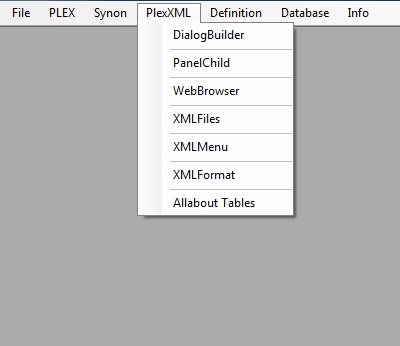 File PLEX Synon PlexXML Definition Database Info
DialogBuilder
PanelChild
WebBrowser
XMLFiles
XMLMenu
XMLFormat
Allabout Tables